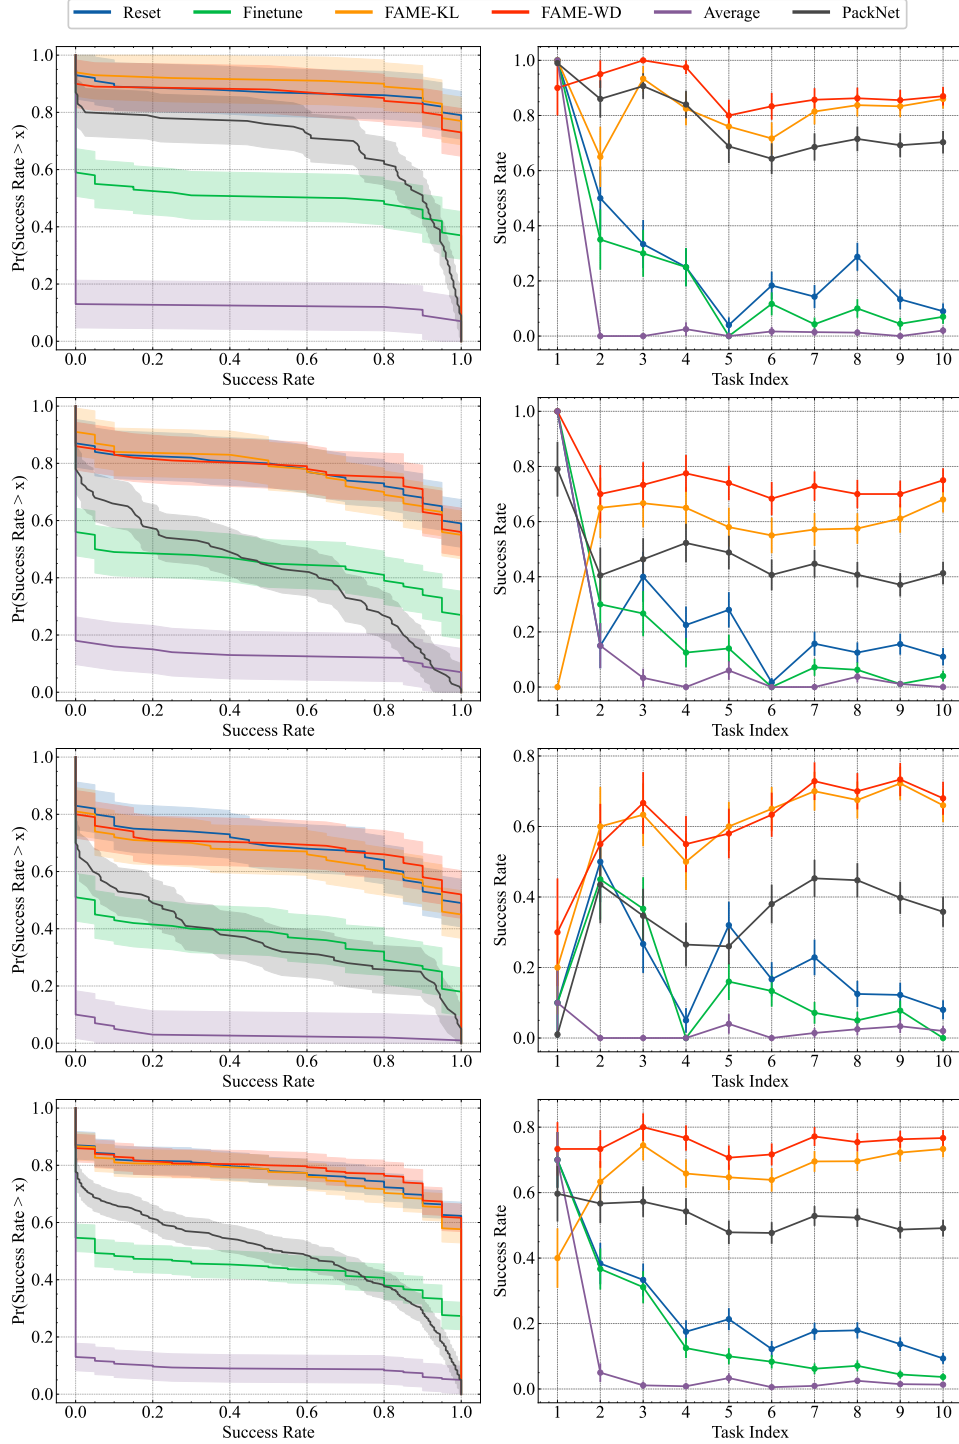 Reset Finetune FAME-KL FAME-WD Average PackNet
Pr(Success Rate > x)
1.0
0.8
0.6
0.4
0.2
0.0
0.0 0.2 0.4 0.6 0.8 1.0
Success Rate
Success Rate
1.0
0.8
0.6
0.4
0.2
0.0
1 2 3 4 5 6 7 8 9 10
Task Index
Pr(Success Rate > x)
1.0
0.8
0.6
0.4
0.2
0.0
0.0 0.2 0.4 0.6 0.8 1.0
Success Rate
Success Rate
1.0
0.8
0.6
0.4
0.2
0.0
1 2 3 4 5 6 7 8 9 10
Task Index
Pr(Success Rate > x)
1.0
0.8
0.6
0.4
0.2
0.0
0.0 0.2 0.4 0.6 0.8 1.0
Success Rate
Success Rate
0.8
0.6
0.4
0.2
0.0
1 2 3 4 5 6 7 8 9 10
Task Index
Pr(Success Rate > x)
1.0
0.8
0.6
0.4
0.2
0.0
0.0 0.2 0.4 0.6 0.8 1.0
Success Rate
Success Rate
0.8
0.6
0.4
0.2
0.0
1 2 3 4 5 6 7 8 9 10
Task Index